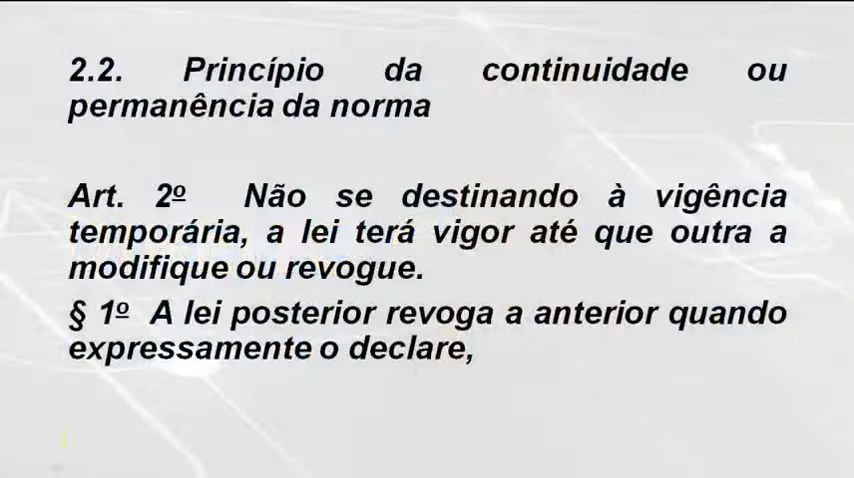 2.2. Princípio da continuidade ou
permanência da norma
Art. 2º Não se destinando à vigência
temporária, a lei terá vigor até que outra a
modifique ou revogue.
§ 1º A lei posterior revoga a anterior quando
expressamente o declare,